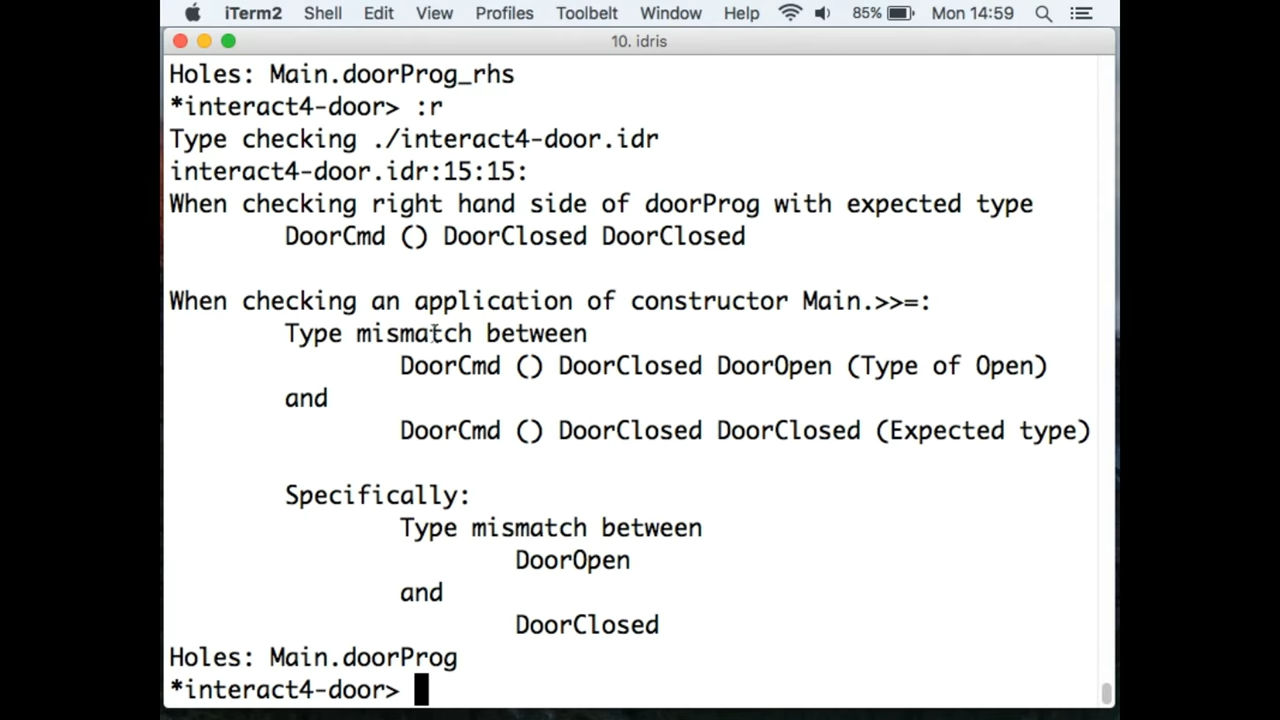 iTerm2 Shell Edit View Profiles Toolbelt Window Help 85% Mon 14:59
10. idris
Holes: Main.doorProg_rhs
*interact4-door> :r
Type checking ./interact4-door.idr
interact4-door.idr:15:15:
When checking right hand side of doorProg with expected type
DoorCmd () DoorClosed DoorClosed
When checking an application of constructor Main.>>=:
Type mismatch between
DoorCmd () DoorClosed DoorOpen (Type of Open)
and
DoorCmd () DoorClosed DoorClosed (Expected type)
Specifically:
Type mismatch between
DoorOpen
and
DoorClosed
Holes: Main.doorProg
*interact4-door>